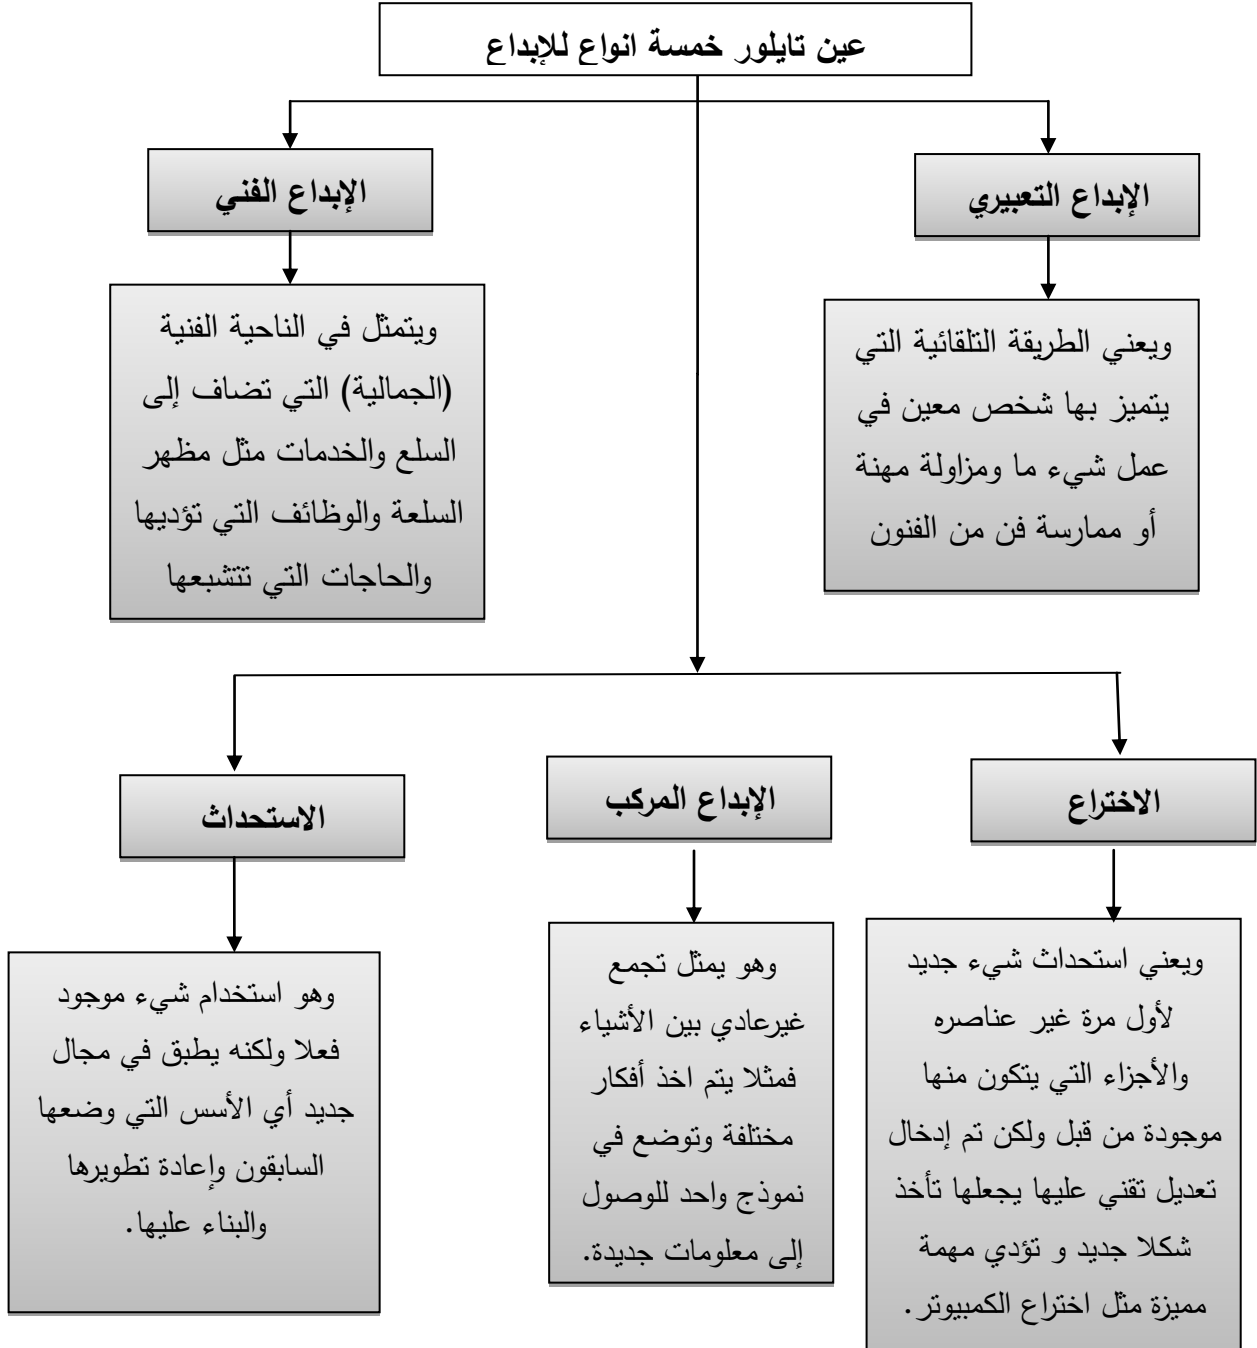 عين تايلور خمسة انواع للإبداع
الإبداع التعبيري
ويعني الطريقة التلقائية التي
يتميز بها شخص معين في
عمل شيء ما ومزاولة مهنة
أو ممارسة فن من الفنون
الإبداع الفني
ويتمثل في الناحية الفنية
(الجمالية) التي تضاف إلى
السلع والخدمات مثل مظهر
السلعة والوظائف التي تؤديها
والحاجات التي تتشبعها
الاختراع
ويعني استحداث شيء جديد
لأول مرة غير عناصره
والأجزاء التي يتكون منها
موجودة من قبل ولكن تم إدخال
تعديل تقني عليها يجعلها تأخذ
شكلا جديد و تؤدي مهمة
مميزة مثل اختراع الكمبيوتر.
الإبداع المركب
وهو يمثل تجمع
غيرعادي بين الأشياء
فمثلا يتم اخذ أفكار
مختلفة وتوضع في
نموذج واحد للوصول
إلى معلومات جديدة.
الاستحداث
وهو استخدام شيء موجود
فعلا ولكنه يطبق في مجال
جديد أي الأسس التي وضعها
السابقون وإعادة تطويرها
والبناء عليها.